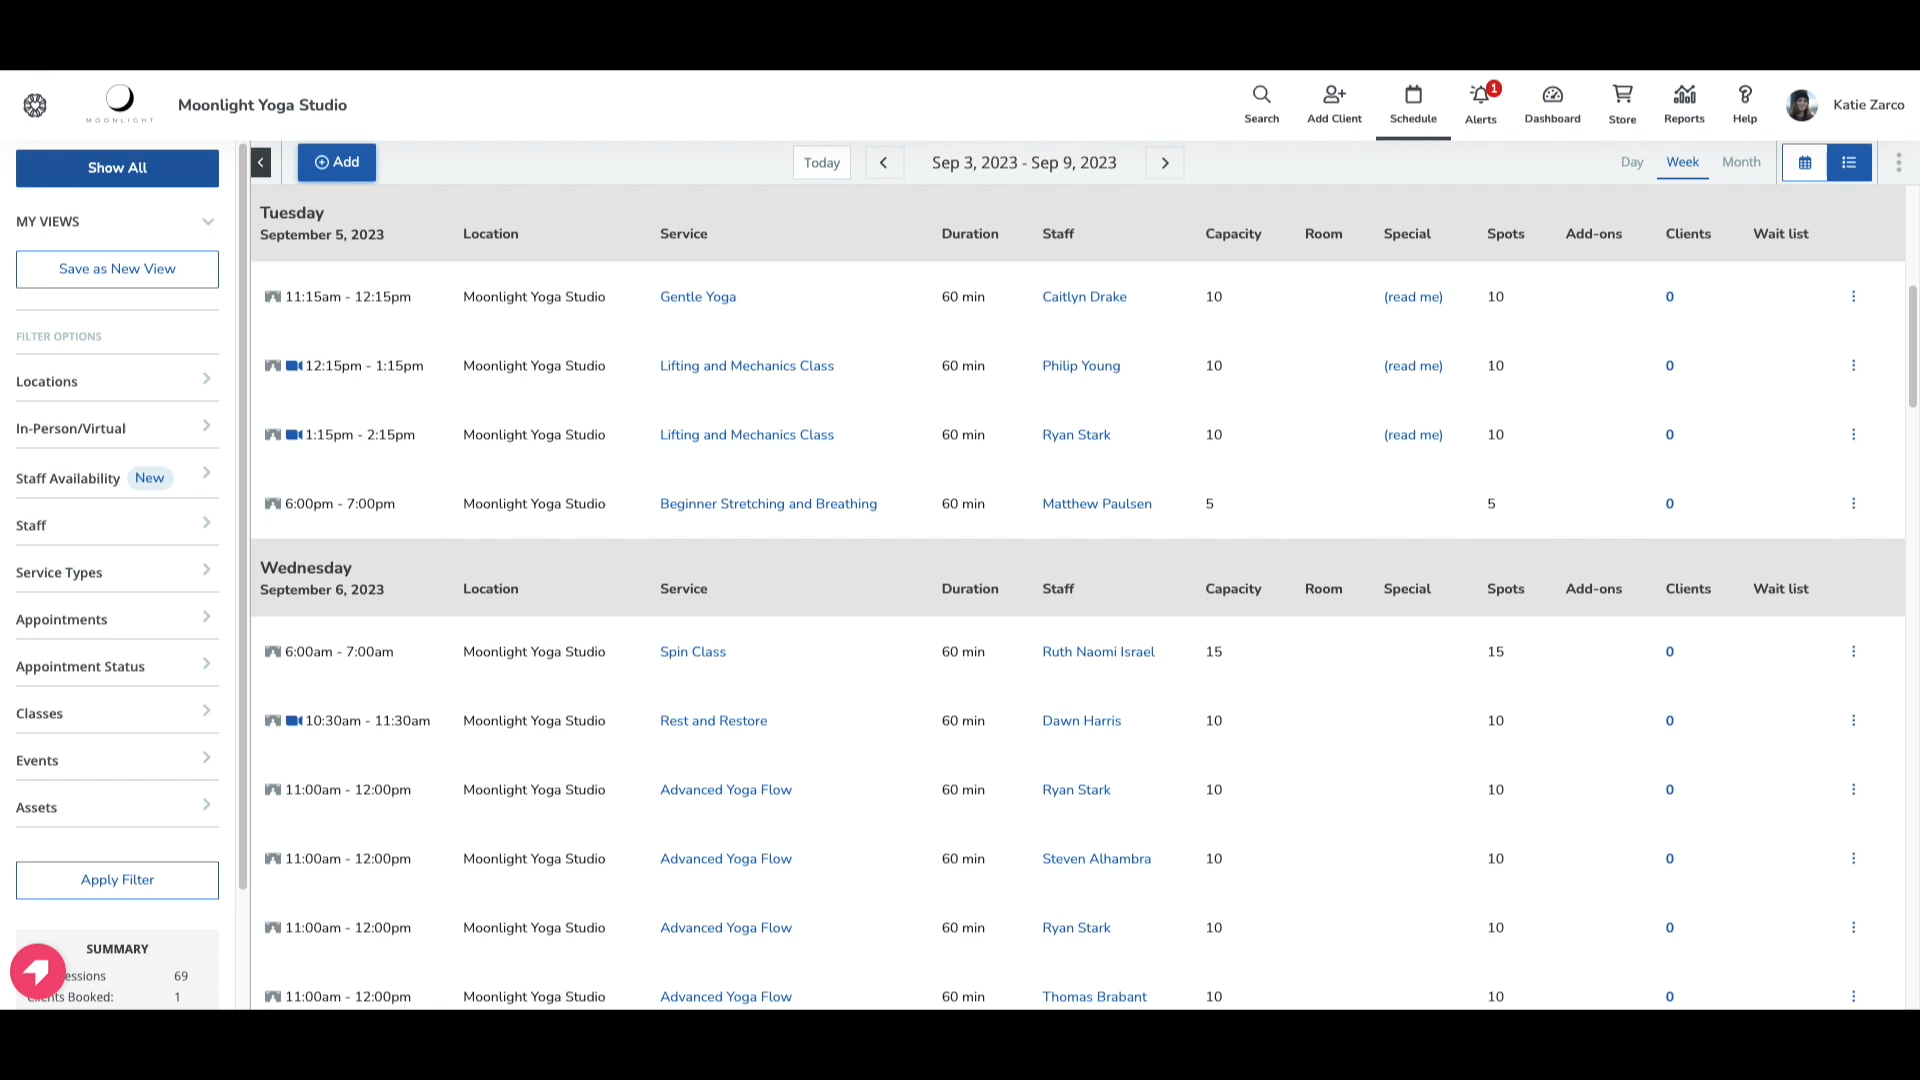 MOONLIGHT
Moonlight Yoga Studio
Search
Add Client
Schedule
1
Alerts
Dashboard
Store
Reports
Help
Katie Zarco
Show All
MY VIEWS
Save as New View
FILTER OPTIONS
Locations
In-Person/Virtual
Staff Availability New
Staff
Service Types
Appointments
Appointment Status
Classes
Events
Assets
Apply Filter
SUMMARY
essions 69
Booked: 1
Add
Today
Sep 3, 2023 - Sep 9, 2023
Day Week Month
Tuesday
September 5, 2023 Location Service Duration Staff Capacity Room Special Spots Add-ons Clients Wait list
11:15am - 12:15pm Moonlight Yoga Studio Gentle Yoga 60 min Caitlyn Drake 10 (read me) 10 0
12:15pm - 1:15pm Moonlight Yoga Studio Lifting and Mechanics Class 60 min Philip Young 10 (read me) 10 0
1:15pm - 2:15pm Moonlight Yoga Studio Lifting and Mechanics Class 60 min Ryan Stark 10 (read me) 10 0
6:00pm - 7:00pm Moonlight Yoga Studio Beginner Stretching and Breathing 60 min Matthew Paulsen 5 5 0
Wednesday
September 6, 2023 Location Service Duration Staff Capacity Room Special Spots Add-ons Clients Wait list
6:00am - 7:00am Moonlight Yoga Studio Spin Class 60 min Ruth Naomi Israel 15 15 0
10:30am - 11:30am Moonlight Yoga Studio Rest and Restore 60 min Dawn Harris 10 10 0
11:00am - 12:00pm Moonlight Yoga Studio Advanced Yoga Flow 60 min Ryan Stark 10 10 0
11:00am - 12:00pm Moonlight Yoga Studio Advanced Yoga Flow 60 min Steven Alhambra 10 10 0
11:00am - 12:00pm Moonlight Yoga Studio Advanced Yoga Flow 60 min Ryan Stark 10 10 0
11:00am - 12:00pm Moonlight Yoga Studio Advanced Yoga Flow 60 min Thomas Brabant 10 10 0